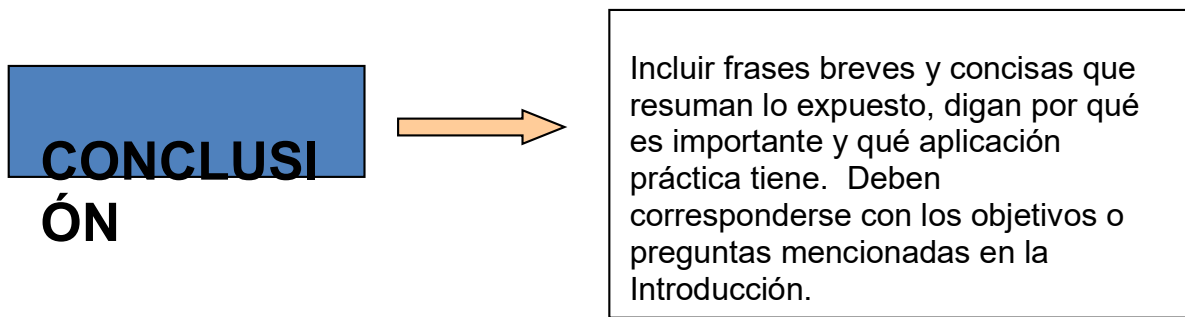 CONCLUSI
ÓN
Incluir frases breves y concisas que
resuman lo expuesto, digan por qué
es importante y qué aplicación
práctica tiene.  Deben
corresponderse con los objetivos o
preguntas mencionadas en la
Introducción.